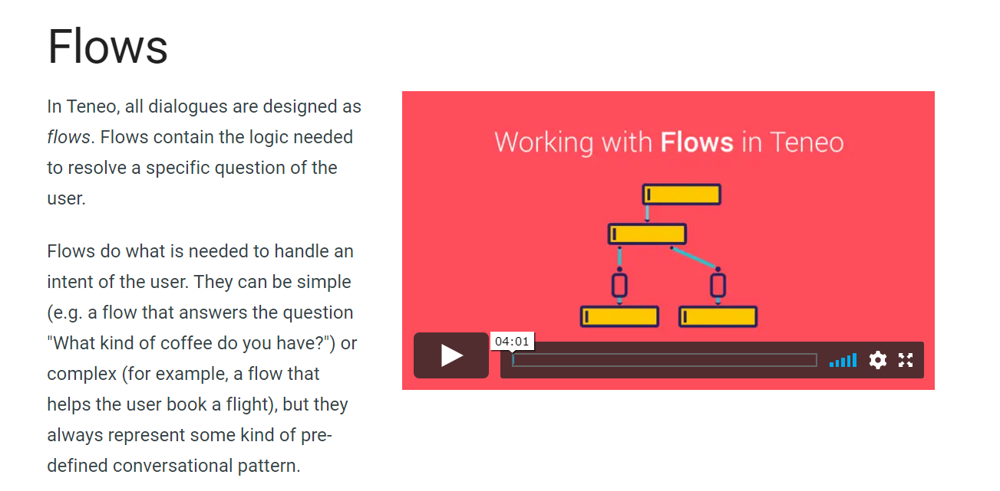 Flows
In Teneo, all dialogues are designed as
flows. Flows contain the logic needed
to resolve a specific question of the
user.
Flows do what is needed to handle an
intent of the user. They can be simple
(e.g. a flow that answers the question
"What kind of coffee do you have?") or
complex (for example, a flow that
helps the user book a flight), but they
always represent some kind of pre-
defined conversational pattern.
Working with Flows in Teneo
04:01